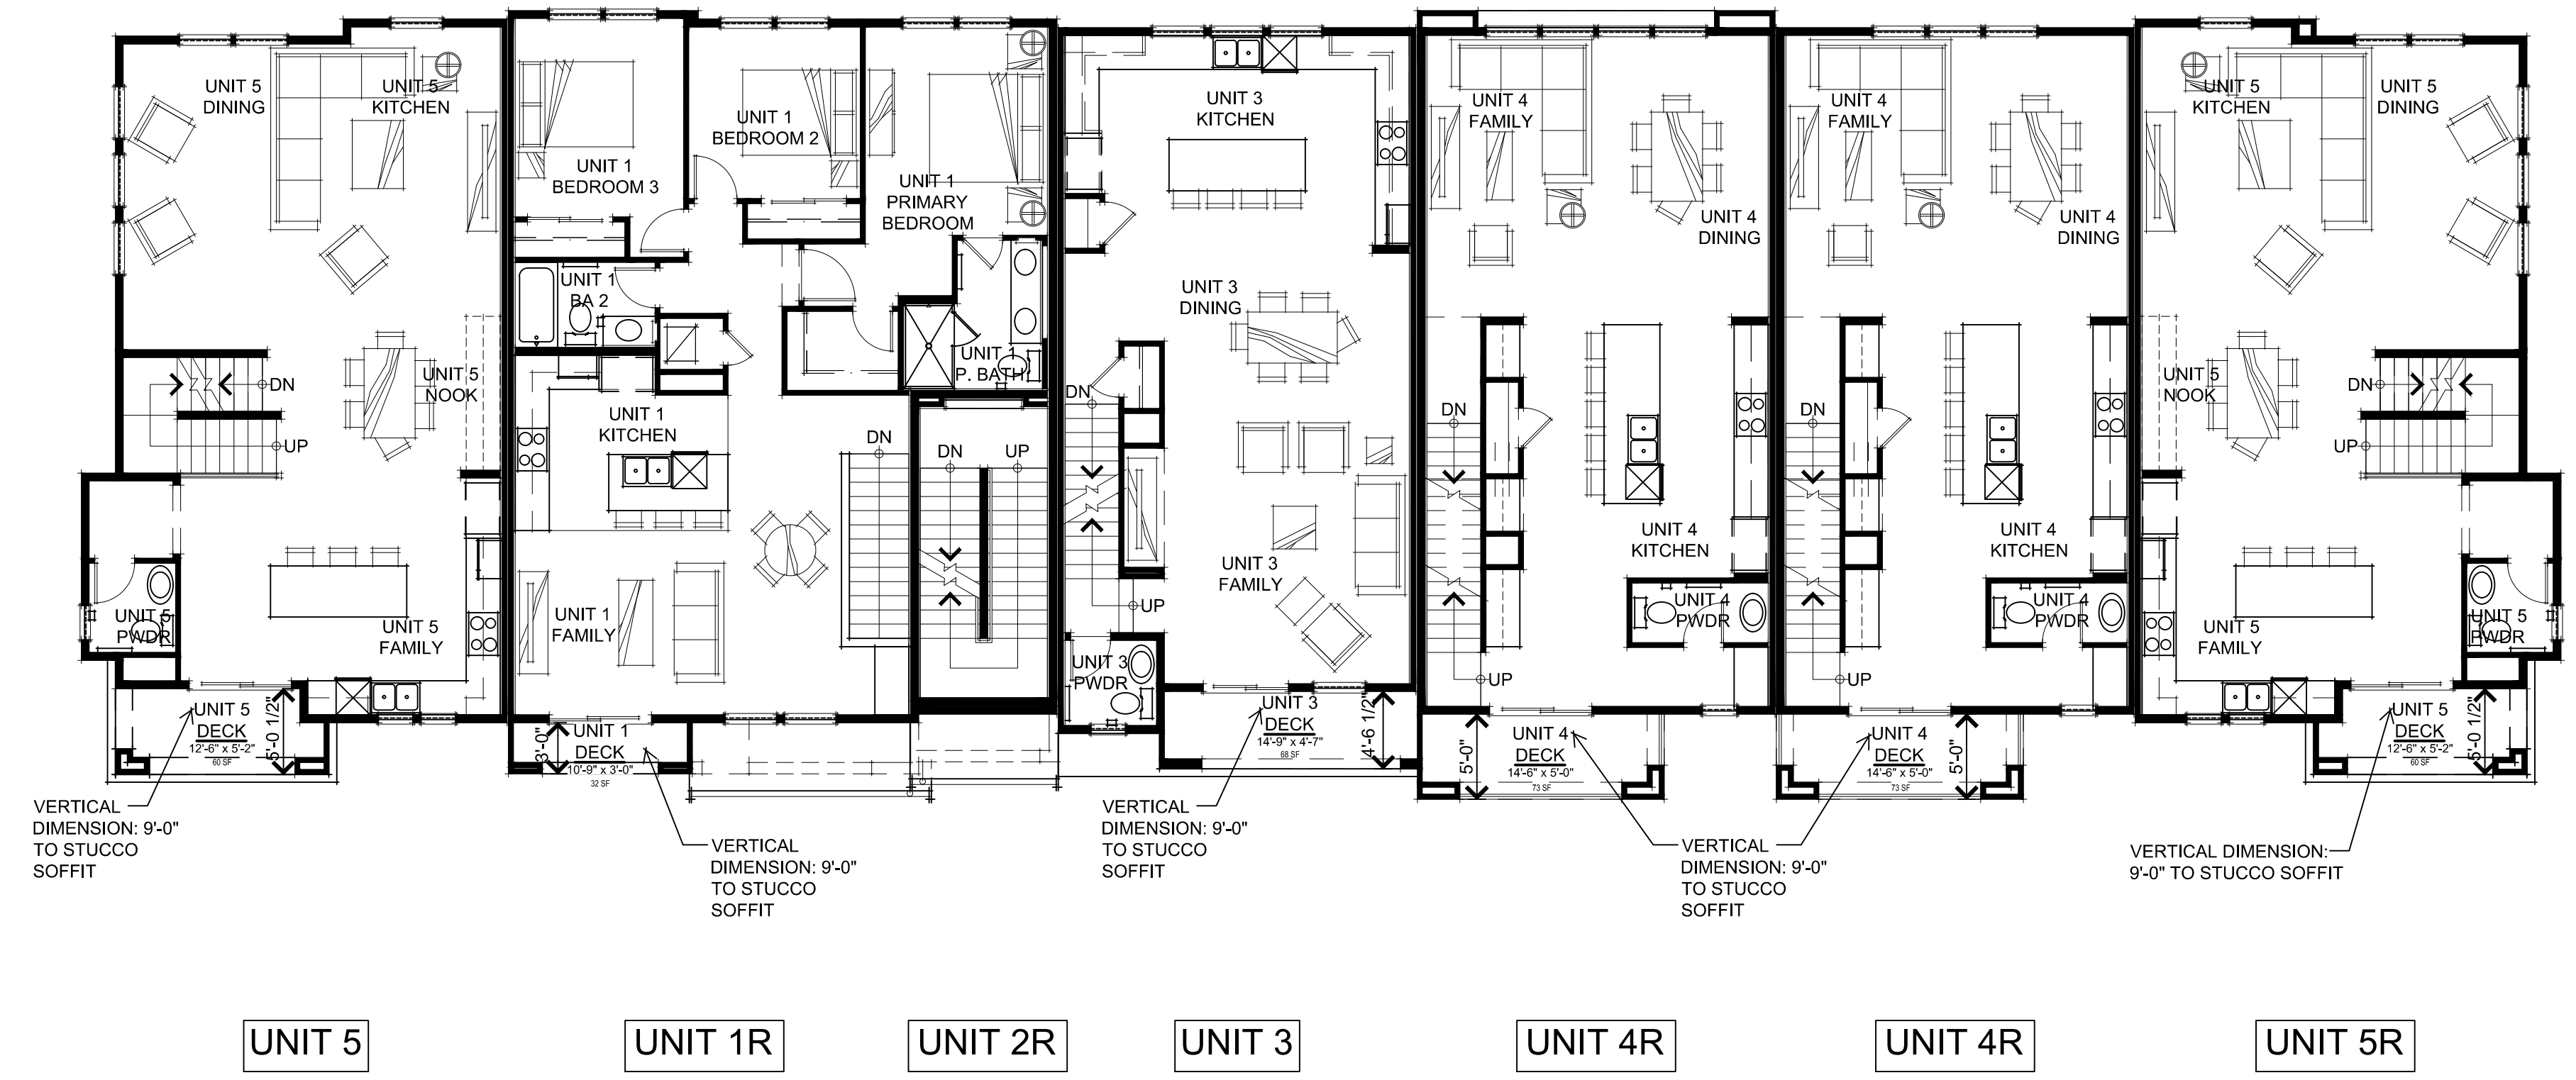 UNIT 5
DINING
UNIT 5
KITCHEN
DN
UP
UNIT 5
NOOK
UNIT 5
PWDR
UNIT 5
FAMILY
UNIT 5
DECK
12'-6" x 5'-2"
60 SF
5'-0 1/2"
VERTICAL
DIMENSION: 9'-0"
TO STUCCO
SOFFIT
UNIT 1
BEDROOM 3
UNIT 1
BEDROOM 2
UNIT 1
PRIMARY
BEDROOM
UNIT 1
BA 2
UNIT 1
P. BATH
UNIT 1
KITCHEN
DN
UNIT 1
FAMILY
UNIT 1
DECK
10'-9" x 3'-0"
32 SF
3'-0"
VERTICAL
DIMENSION: 9'-0"
TO STUCCO
SOFFIT
DN
UP
UNIT 3
KITCHEN
UNIT 3
DINING
DN
UNIT 3
FAMILY
UP
UNIT 3
PWDR
UNIT 3
DECK
14'-9" x 4'-7"
68 SF
4'-6 1/2"
VERTICAL
DIMENSION: 9'-0"
TO STUCCO
SOFFIT
UNIT 4
FAMILY
UNIT 4
DINING
DN
UNIT 4
KITCHEN
UNIT 4
PWDR
UP
UNIT 4
DECK
14'-6" x 5'-0"
73 SF
5'-0"
VERTICAL
DIMENSION: 9'-0"
TO STUCCO
SOFFIT
UNIT 4
FAMILY
UNIT 4
DINING
DN
UNIT 4
KITCHEN
UNIT 4
PWDR
UP
UNIT 4
DECK
14'-6" x 5'-0"
73 SF
5'-0"
UNIT 5
KITCHEN
UNIT 5
DINING
UNIT 5
NOOK
DN
UP
UNIT 5
PWDR
UNIT 5
FAMILY
UNIT 5
DECK
12'-6" x 5'-2"
60 SF
5'-0 1/2"
VERTICAL DIMENSION:
9'-0" TO STUCCO SOFFIT
UNIT 5
UNIT 1R
UNIT 2R
UNIT 3
UNIT 4R
UNIT 4R
UNIT 5R